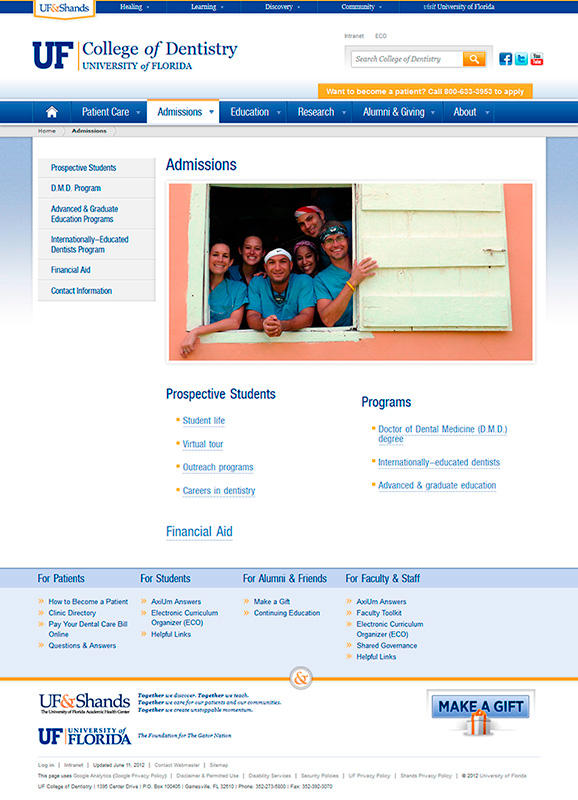 UF&Shands Healing Learning Discovery Community visit University of Florida
UF College of Dentistry
UNIVERSITY of FLORIDA
Intranet ECO
Search College of Dentistry
You Tube
Want to become a patient? Call 800-633-3953 to apply
Patient Care Admissions Education Research Alumni & Giving About
Home Admissions
Prospective Students
D.M.D. Program
Advanced & Graduate
Education Programs
Internationally-Educated
Dentists Program
Financial Aid
Contact Information
Admissions
Prospective Students
Student life
Virtual tour
Outreach programs
Careers in dentistry
Financial Aid
Programs
Doctor of Dental Medicine (D.M.D.)
degree
Internationally-educated dentists
Advanced & graduate education
For Patients
How to Become a Patient
Clinic Directory
Pay Your Dental Care Bill
Online
Questions & Answers
For Students
AxiUm Answers
Electronic Curriculum
Organizer (ECO)
Helpful Links
For Alumni & Friends
Make a Gift
Continuing Education
For Faculty & Staff
AxiUm Answers
Faculty Toolkit
Electronic Curriculum
Organizer (ECO)
Shared Governance
Helpful Links
&
UF&Shands
The University of Florida Academic Health Center
Together we discover. Together we teach.
Together we care for our patients and our communities.
Together we create unstoppable momentum.
MAKE A GIFT
UF UNIVERSITY of
FLORIDA
The Foundation for The Gator Nation
Log in | Intranet | Updated June 11, 2012 | Contact Webmaster | Sitemap
This page uses Google Analytics (Google Privacy Policy) | Disclaimer & Permitted Use | Disability Services | Security Policies | UF Privacy Policy | Shands Privacy Policy | © 2012 University of Florida
UF College of Dentistry | 1395 Center Drive | P.O. Box 100405 | Gainesville, FL 32610 | Phone: 352-273-5800 | Fax: 352-392-3070